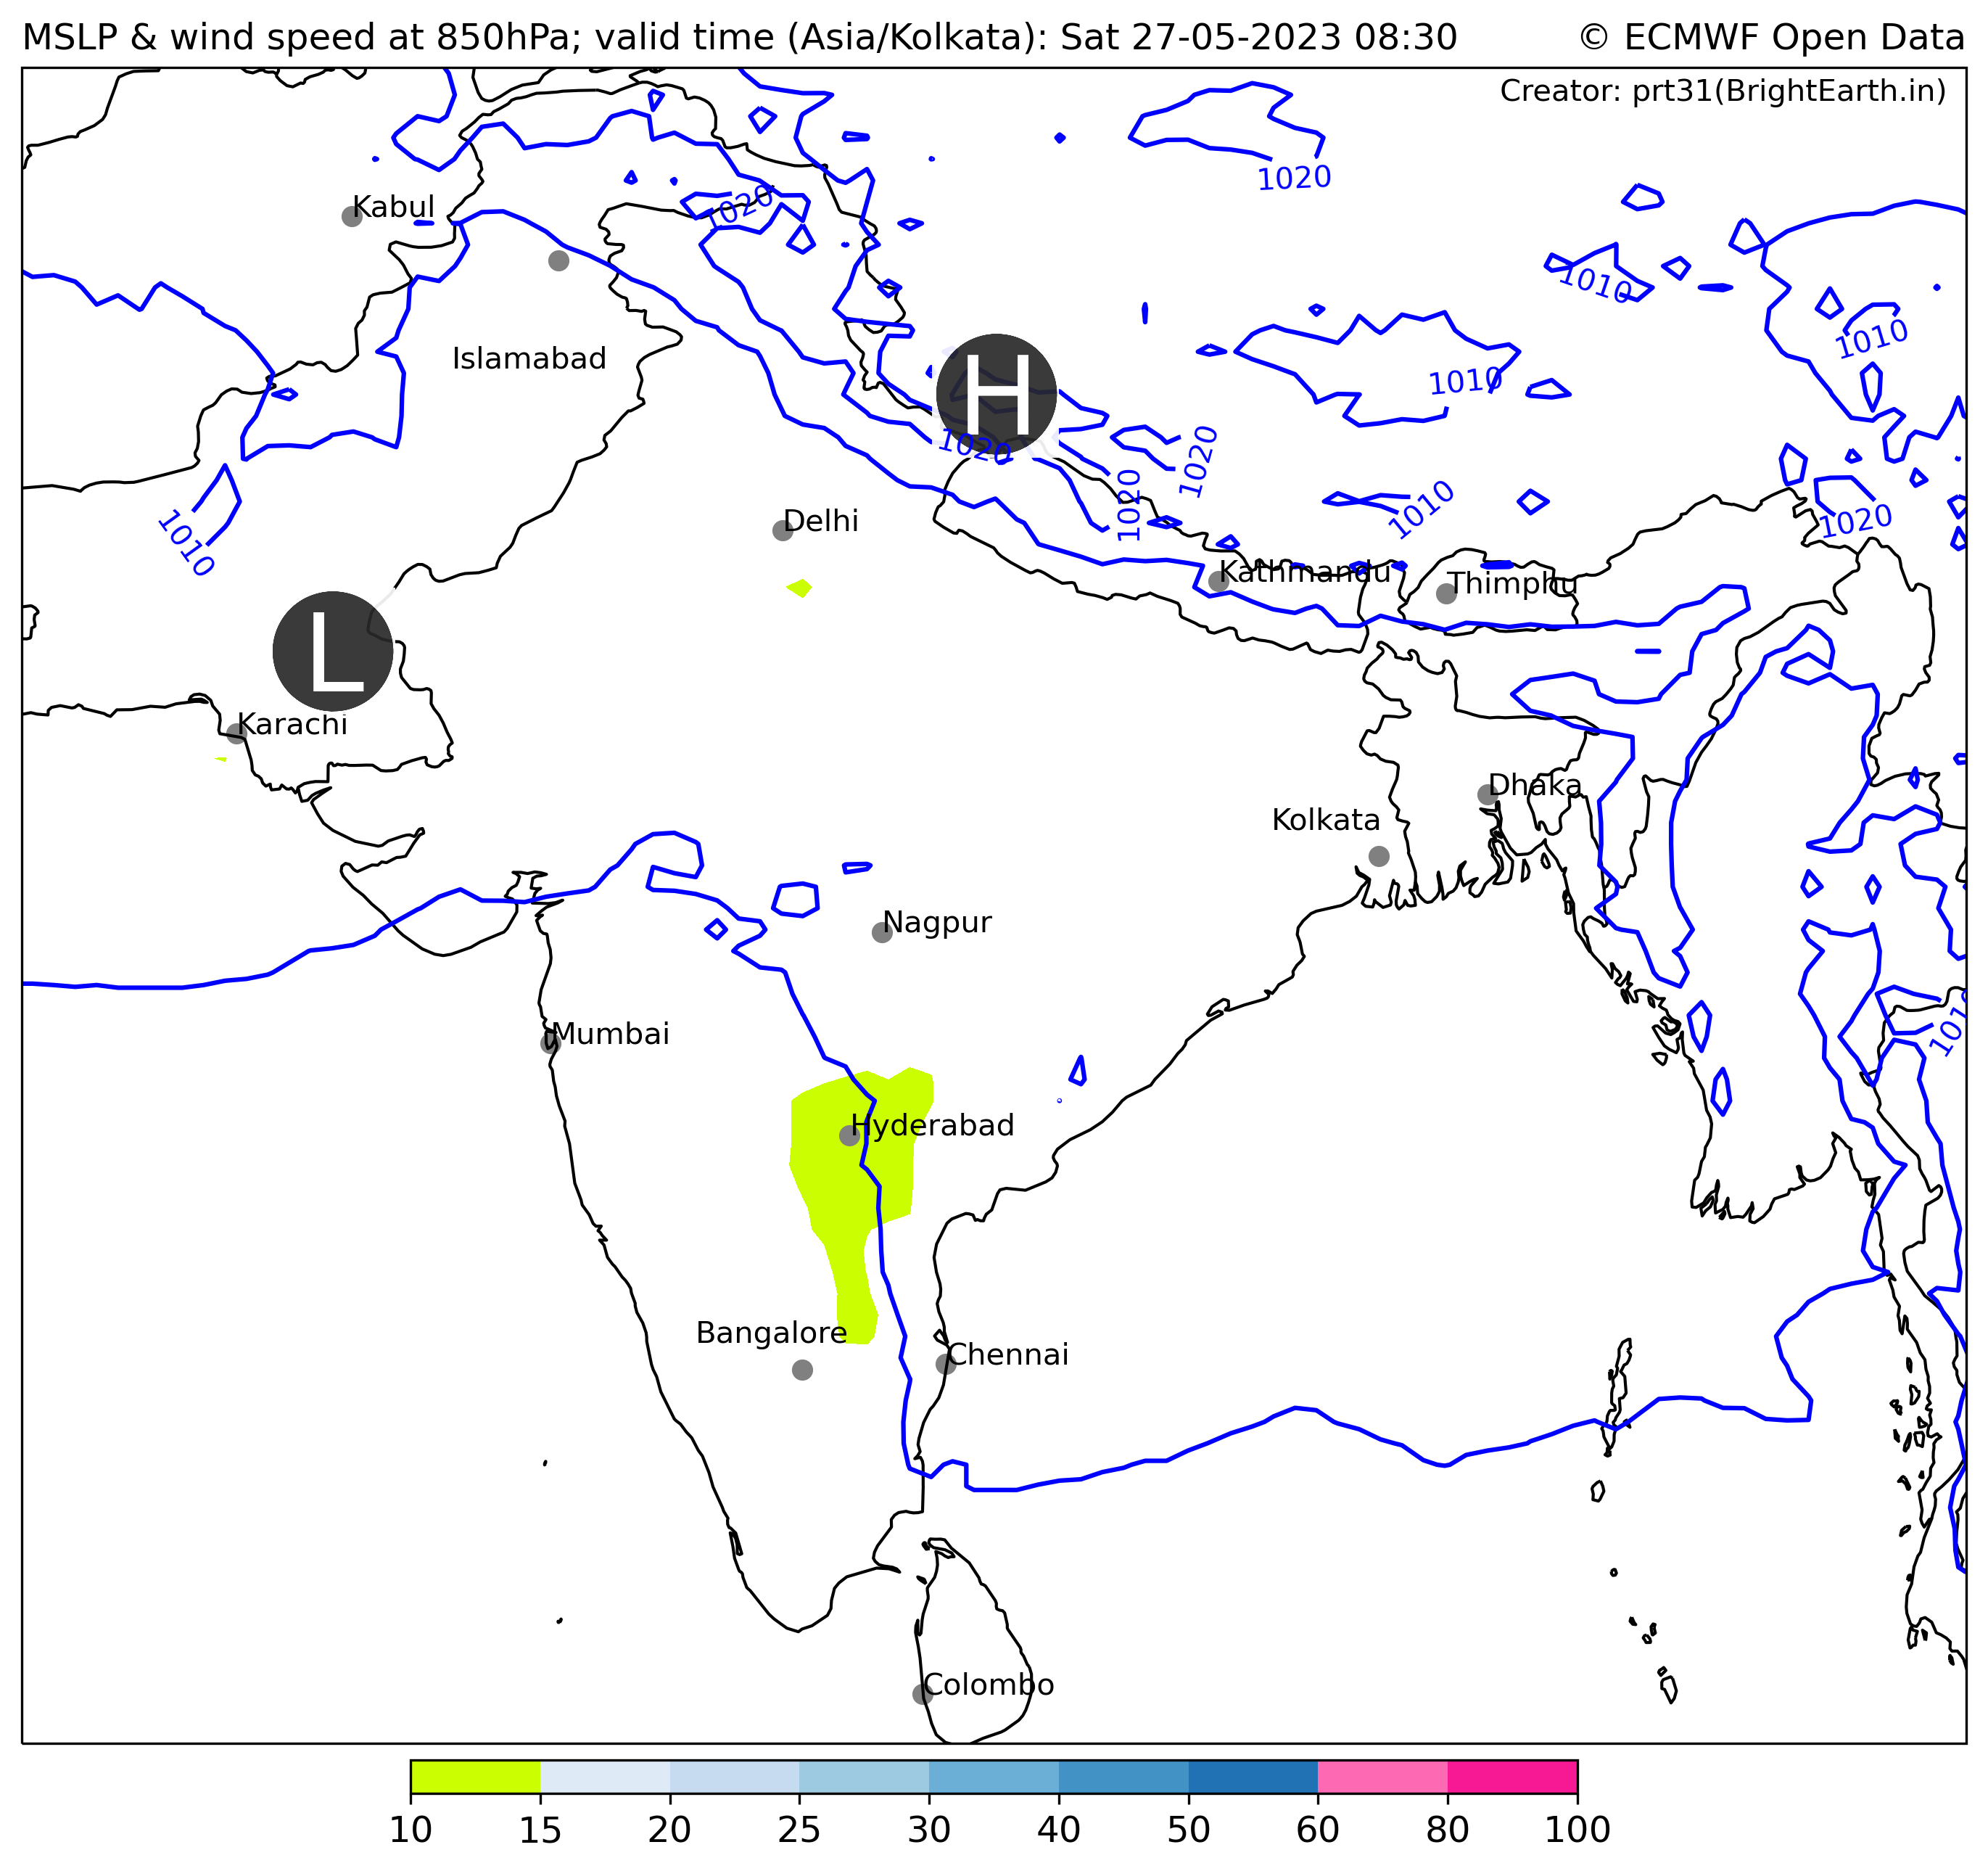 MSLP & wind speed at 850hPa; valid time (Asia/Kolkata): Sat 27-05-2023 08:30
© ECMWF Open Data
Creator: prt31(BrightEarth.in)
1020
Kabul
1020
1010
1010
Islamabad
H
1010
1020
1020
1020
1010
1020
1010
Delhi
Kathmandu
Thimphu
L
Karachi
Dhaka
Kolkata
Nagpur
Mumbai
Hyderabad
Bangalore
Chennai
Colombo
10 15 20 25 30 40 50 60 80 100